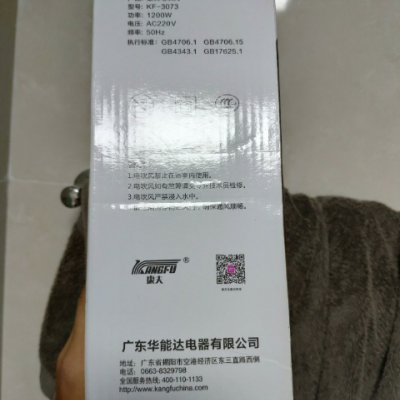 型号: KF-3073
功率: 1200W
电压: AC220V
频率: 50Hz
执行标准: GB4706.1 GB4706.15
GB4343.1 GB17625.1
1.电吹风禁止在浴室内使用。
2.电吹风如有故障请交专业技术员检修。
3.电吹风严禁浸入水中。
KANGFU®
康夫
广东华能达电器有限公司
地址: 广东省揭阳市空港经济区东三直路西侧
电话: 0663-8329798
全国服务热线: 400-110-1133
www.kangfuchina.com